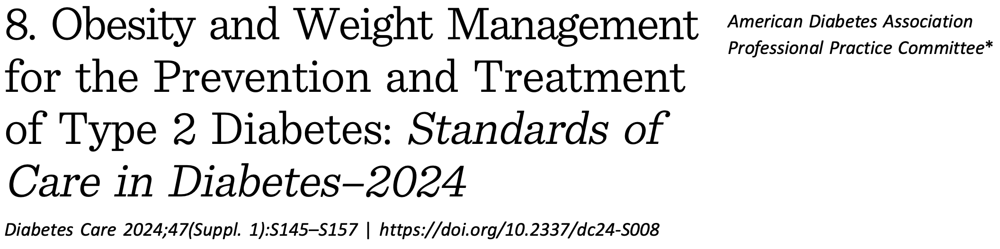 8. Obesity and Weight Management
for the Prevention and Treatment
of Type 2 Diabetes: Standards of
Care in Diabetes–2024
Diabetes Care 2024;47(Suppl. 1):S145–S157 | https://doi.org/10.2337/dc24-S008
American Diabetes Association
Professional Practice Committee*